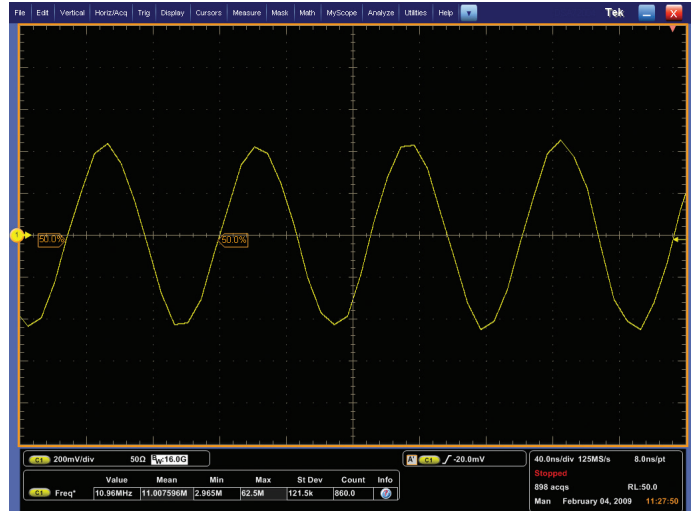 File Edit Vertical Horiz/Acq Trig Display Cursors Measure Mask Math MyScope Analyze Utilities Help Tek X
1 50.0% 50.0%
C1 200mV/div 50Ω BW:16.0G A' C1 -20.0mV 40.0ns/div 125MS/s 8.0ns/pt
Stopped
Value Mean Min Max St Dev Count Info 898 acqs RL:50.0
C1 Freq* 10.96MHz 11.007596M 2.965M 62.5M 121.5k 860.0 Man February 04, 2009 11:27:50